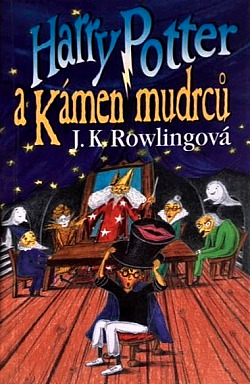 Harry Potter
a Kámen mudrců
J. K. Rowlingová